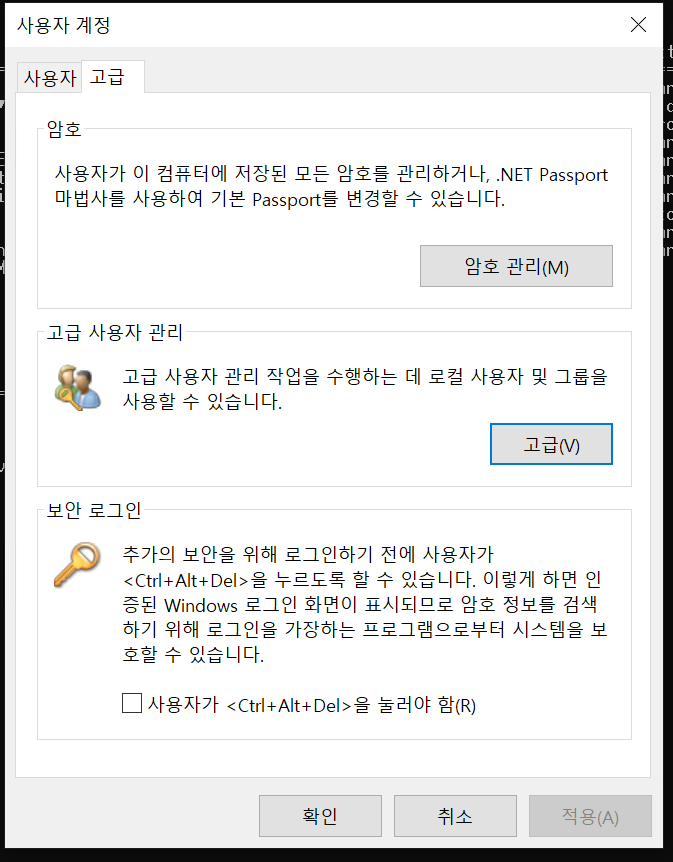 사용자 계정
사용자
고급
암호
사용자가 이 컴퓨터에 저장된 모든 암호를 관리하거나, .NET Passport
마법사를 사용하여 기본 Passport를 변경할 수 있습니다.
암호 관리(M)
고급 사용자 관리
고급 사용자 관리 작업을 수행하는 데 로컬 사용자 및 그룹을
사용할 수 있습니다.
고급(V)
보안 로그인
추가의 보안을 위해 로그인하기 전에 사용자가
<Ctrl+Alt+Del>을 누르도록 할 수 있습니다. 이렇게 하면 인
증된 Windows 로그인 화면이 표시되므로 암호 정보를 검색
하기 위해 로그인을 가장하는 프로그램으로부터 시스템을 보
호할 수 있습니다.
사용자가 <Ctrl+Alt+Del>을 눌러야 함(R)
확인
취소
적용(A)